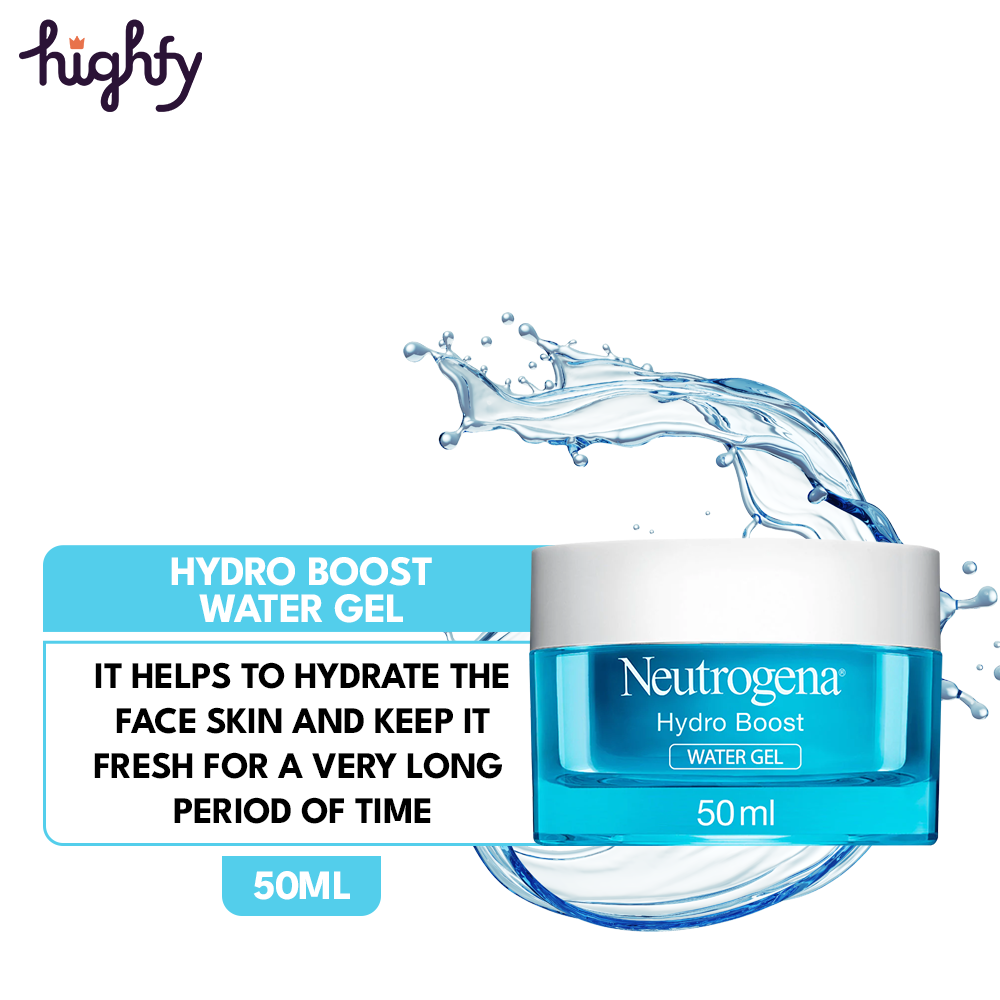 highfy
HYDRO BOOST
WATER GEL
IT HELPS TO HYDRATE THE
FACE SKIN AND KEEP IT
FRESH FOR A VERY LONG
PERIOD OF TIME
50ML
Neutrogena®
Hydro Boost
WATER GEL
50ml